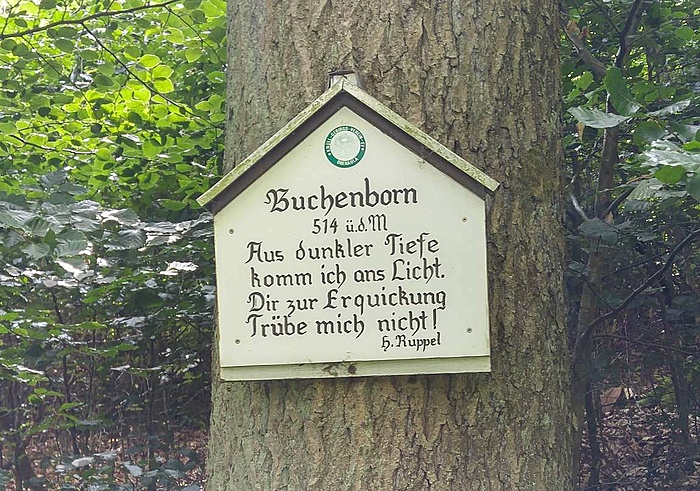 Buchenborn
514 ü.d.M
Aus dunkler Tiefe
komm ich ans Licht.
Dir zur Erquickung
Trübe mich nicht!
H. Ruppel